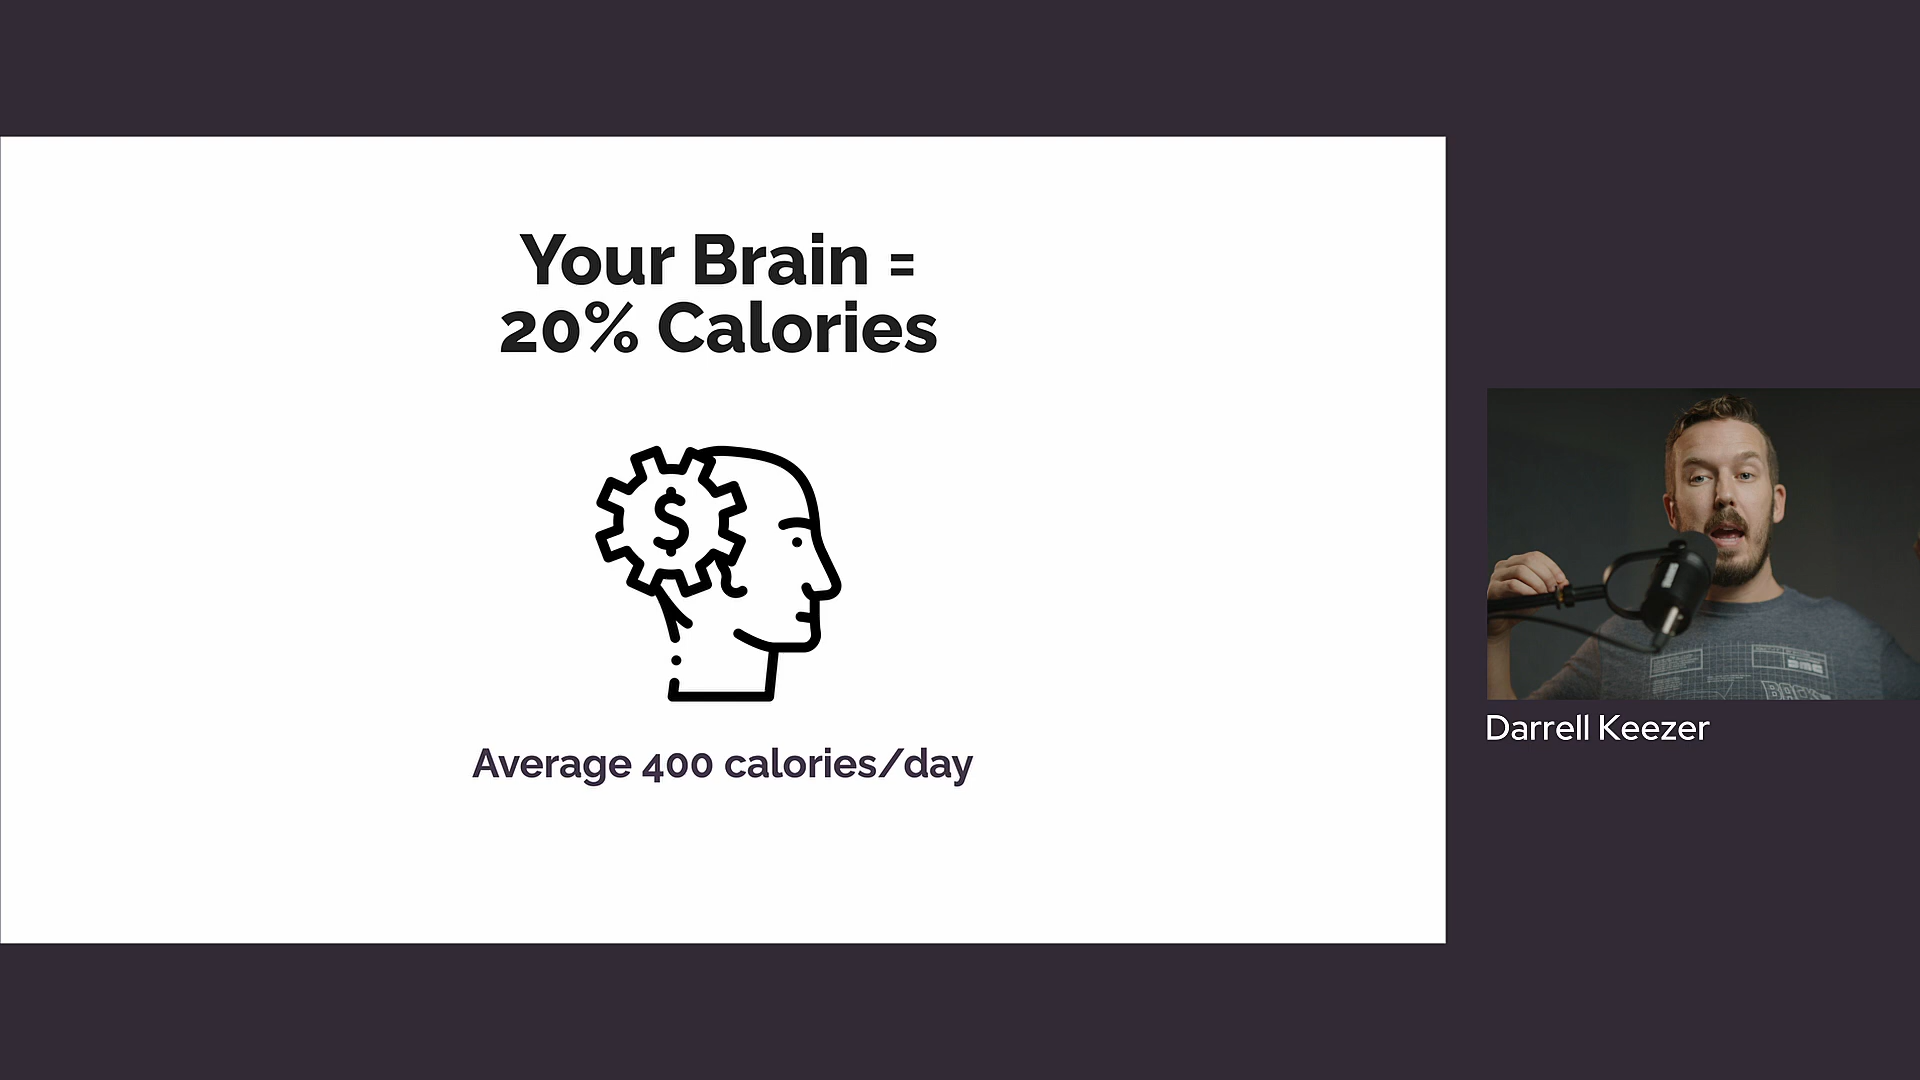 Your Brain =
20% Calories
$
Average 400 calories/day
Darrell Keezer